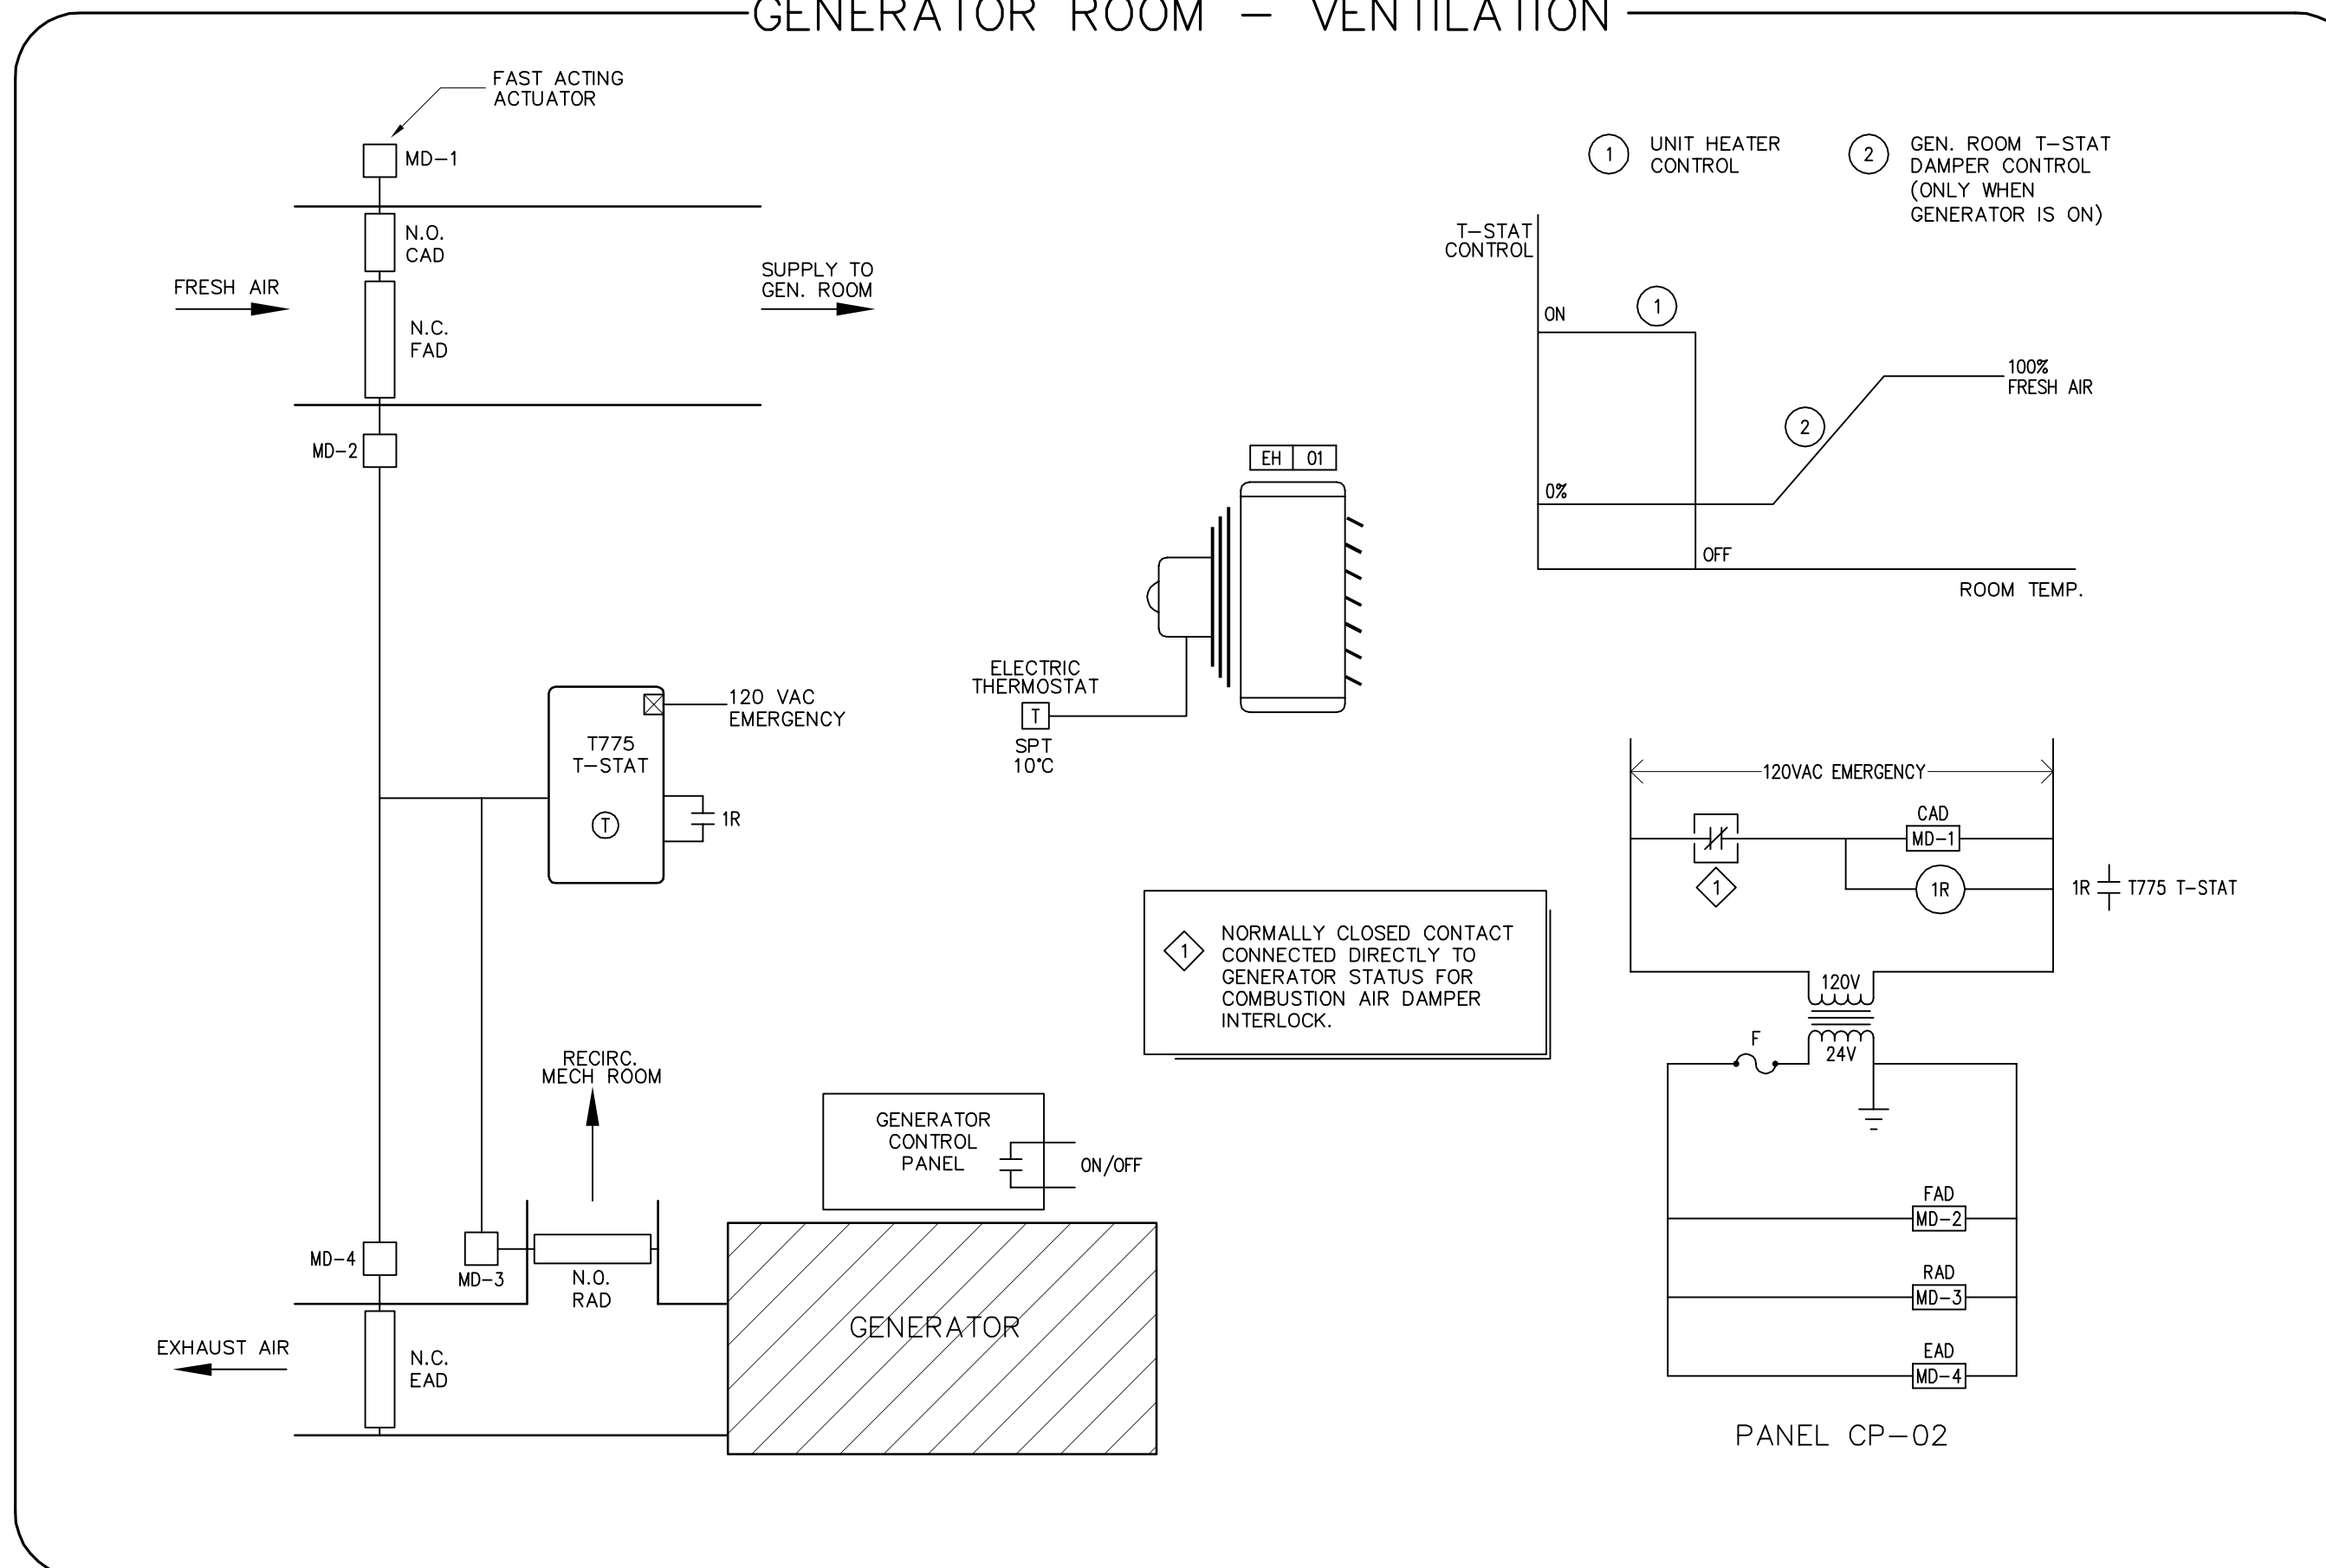 GENERATOR ROOM - VENTILATION
FAST ACTING
ACTUATOR
MD-1
N.O.
CAD
FRESH AIR
SUPPLY TO
GEN. ROOM
N.C.
FAD
MD-2
1 UNIT HEATER
CONTROL
2 GEN. ROOM T-STAT
DAMPER CONTROL
(ONLY WHEN
GENERATOR IS ON)
T-STAT
CONTROL
ON
1
100%
FRESH AIR
2
0%
OFF
ROOM TEMP.
EH 01
ELECTRIC
THERMOSTAT
T
SPT
10°C
120 VAC
EMERGENCY
T775
T-STAT
T
1R
120VAC EMERGENCY
CAD
MD-1
1
1R
1R T775 T-STAT
1 NORMALLY CLOSED CONTACT
CONNECTED DIRECTLY TO
GENERATOR STATUS FOR
COMBUSTION AIR DAMPER
INTERLOCK.
120V
F
24V
RECIRC.
MECH ROOM
GENERATOR
CONTROL
PANEL
ON/OFF
MD-4
MD-3
N.O.
RAD
GENERATOR
EXHAUST AIR
N.C.
EAD
FAD
MD-2
RAD
MD-3
EAD
MD-4
PANEL CP-02